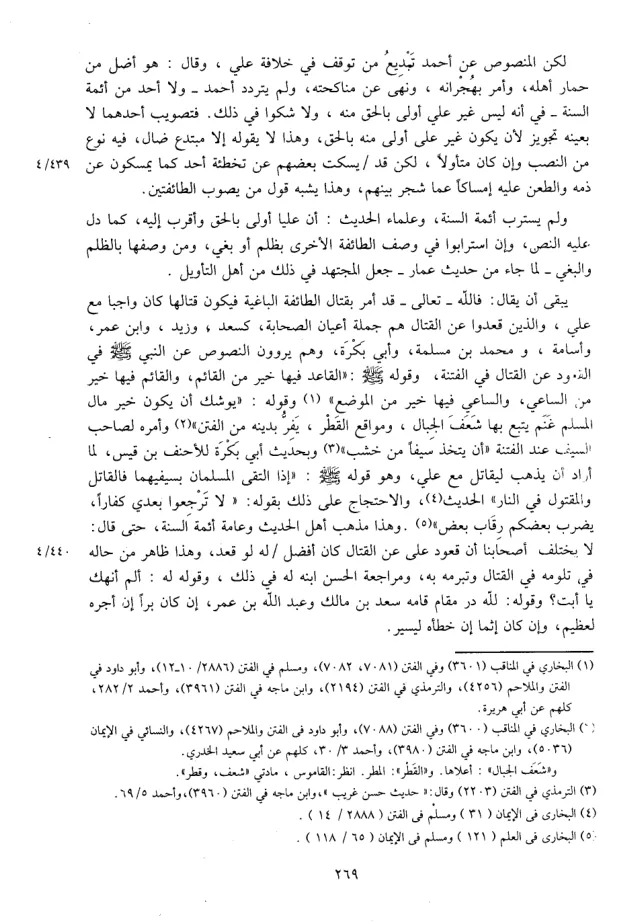 لكن المنصوص عن أحمد تَبْدِيعُ من توقف في خلافة علي ، وقال : هو أضل من
حمار أهله، وأمر بهُجْرانه ، ونهى عن مناكحته، ولم يتردد أحمد ـ ولا أحد من أئمة
السنة ـ في أنه ليس غير علي أولى بالحق منه ، ولا شكوا في ذلك. فتصويب أحدهما لا
بعينه تجويز لأن يكون غير على أولى منه بالحق، وهذا لا يقوله إلا مبتدع ضال، فيه نوع
من النصب وإن كان متأولاً ، لكن قد /يسكت بعضهم عن تخطئة أحد كما يمسكون عن ٤/٤٣٩
ذمه والطعن عليه إمساكاً عما شجر بينهم، وهذا يشبه قول من يصوب الطائفتين.
ولم يسترب أئمة السنة، وعلماء الحديث : أن عليا أولى بالحق وأقرب إليه، كما دل
عليه النص، وإن استرابوا في وصف الطائفة الأخرى بظلم أو بغي، ومن وصفها بالظلم
والبغي ـ لما جاء من حديث عمار ـ جعل المجتهد في ذلك من أهل التأويل .
يبقى أن يقال: فالله ـ تعالى ـ قد أمر بقتال الطائفة الباغية فيكون قتالها كان واجبا مع
علي ، والذين قعدوا عن القتال هم جملة أعيان الصحابة، كسعد ، وزيد ، وابن عمر،
وأسامة ، و محمد بن مسلمة، وأبي بَكْرَة، وهم يروون النصوص عن النبي ﷺ في
القعود عن القتال في الفتنة، وقوله ﷺ :«القاعد فيها خير من القائم، والقائم فيها خير
من الساعي، والساعي فيها خير من الموضع» (١) وقوله : «يوشك أن يكون خير مال
المسلم غَنَم يتبع بها شَعَفَ الجبال ، ومواقع القَطْر ، يَفِرُّ بدينه من الفتن»(٢) وأمره لصاحب
السيف عند الفتنة «أن يتخذ سيفاً من خشب»(٣) وبحديث أبي بَكْرَة للأحنف بن قيس، لما
أراد أن يذهب ليقاتل مع علي، وهو قوله ﷺ : «إذا التقى المسلمان بسيفيهما فالقاتل
والمقتول في النار» الحديث(٤)، والاحتجاج على ذلك بقوله: « لا تَرْجِعوا بعدي كفاراً،
يضرب بعضكم رِقَاب بعض»(٥) .وهذا مذهب أهل الحديث وعامة أئمة السنة، حتى قال:
لا يختلف أصحابنا أن قعود على عن القتال كان أفضل /له لو قعد، وهذا ظاهر من حاله ٤/٤٤٠
في تلومه في القتال وتبرمه به، ومراجعة الحسن ابنه له في ذلك ، وقوله له : ألم أنهك
يا أبت؟ وقوله: لله در مقام قامه سعد بن مالك وعبد الله بن عمر، إن كان براً إن أجره
لعظيم، وإن كان إثما إن خطأه ليسير.
(١) البخاري في المناقب (٣٦٠١) وفي الفتن (٧٠٨١، ٧٠٨٢)، ومسلم في الفتن (٢٨٨٦/ ١٠ـ١٢)، وأبو داود في
الفتن والملاحم (٤٢٥٦)، والترمذي في الفتن (٢١٩٤)، وابن ماجه في الفتن (٣٩٦١)، وأحمد ٢/ ٢٨٢،
كلهم عن أبي هريرة.
البخاري في المناقب (٣٦٠٠) وفي الفتن (٧٠٨٨)، وأبو داود فى الفتن والملاحم (٤٢٦٧)، والنسائي في الإيمان
(٥٠٣٦)، وابن ماجه في الفتن (٣٩٨٠)، وأحمد ٣/ ٣٠، كلهم عن أبي سعيد الخدري.
و«شَعَف الجبال» : أعلاها. و«القَطْر»: المطر. انظر:القاموس ، مادتي «شعف، وقطر».
(٣) الترمذي في الفتن (٢٢٠٣) وقال:« حديث حسن غريب »،وابن ماجه في الفتن (٣٩٦٠)،وأحمد ٥/ ٦٩.
(٤) البخارى فى الإيمان ( ٣١ ) ومسلم فى الفتن ( ٢٨٨٨ / ١٤ ) .
(٥) البخارى فى العلم ( ١٢١ ) ومسلم فى الإيمان ( ٦٥ / ١١٨ ) .
٢٦٩